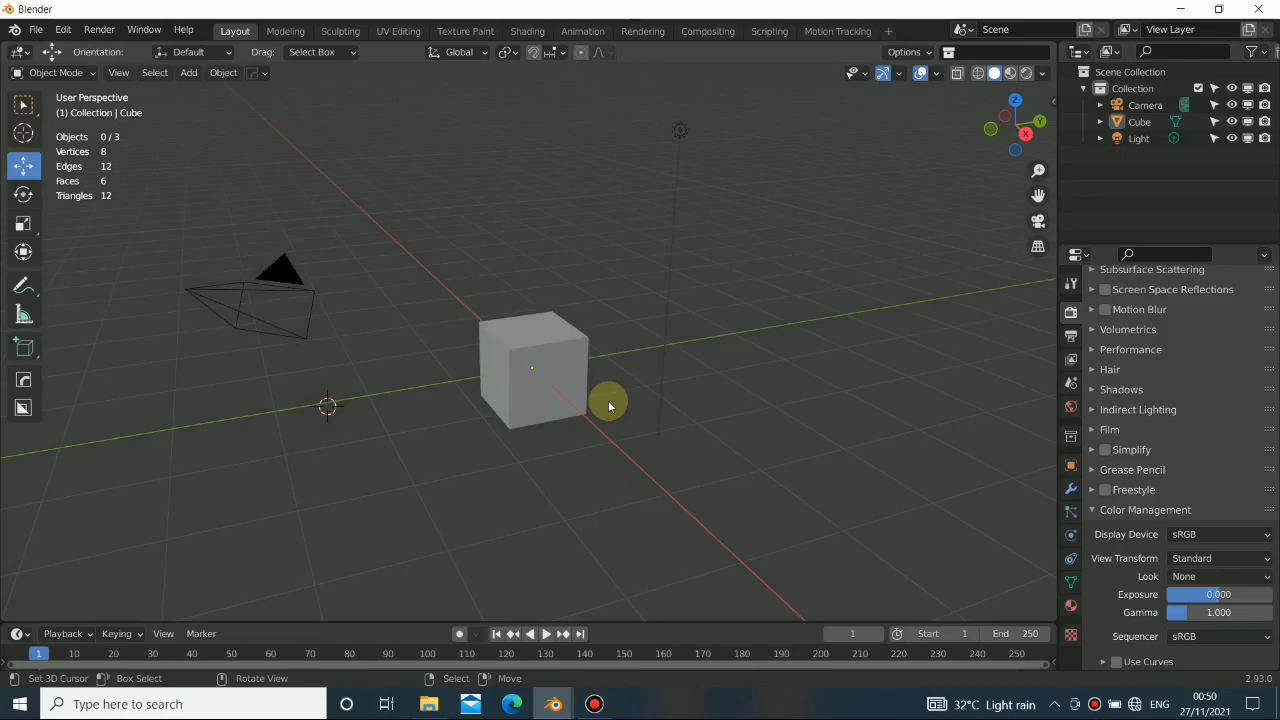 Blender
File Edit Render Window Help
Layout Modeling Sculpting UV Editing Texture Paint Shading Animation Rendering Compositing Scripting Motion Tracking +
Scene
View Layer
Orientation: Default Drag: Select Box Global Options
Object Mode View Select Add Object
User Perspective
(1) Collection | Cube
Objects 0 / 3
Vertices 8
Edges 12
Faces 6
Triangles 12
Z
Y
X
Scene Collection
Collection
Camera
Cube
Light
Subsurface Scattering
Screen Space Reflections
Motion Blur
Volumetrics
Performance
Hair
Shadows
Indirect Lighting
Film
Simplify
Grease Pencil
Freestyle
Color Management
Display Device sRGB
View Transform Standard
Look None
Exposure 0.000
Gamma 1.000
Sequencer sRGB
Use Curves
Playback Keying View Marker 1 Start 1 End 250
1 10 20 30 40 50 60 70 80 90 100 110 120 130 140 150 160 170 180 190 200 210 220 230 240 250
Set 3D Cursor Box Select Rotate View Select Move 2.93.0
Type here to search
32°C Light rain ENG
00:50
27/11/2021